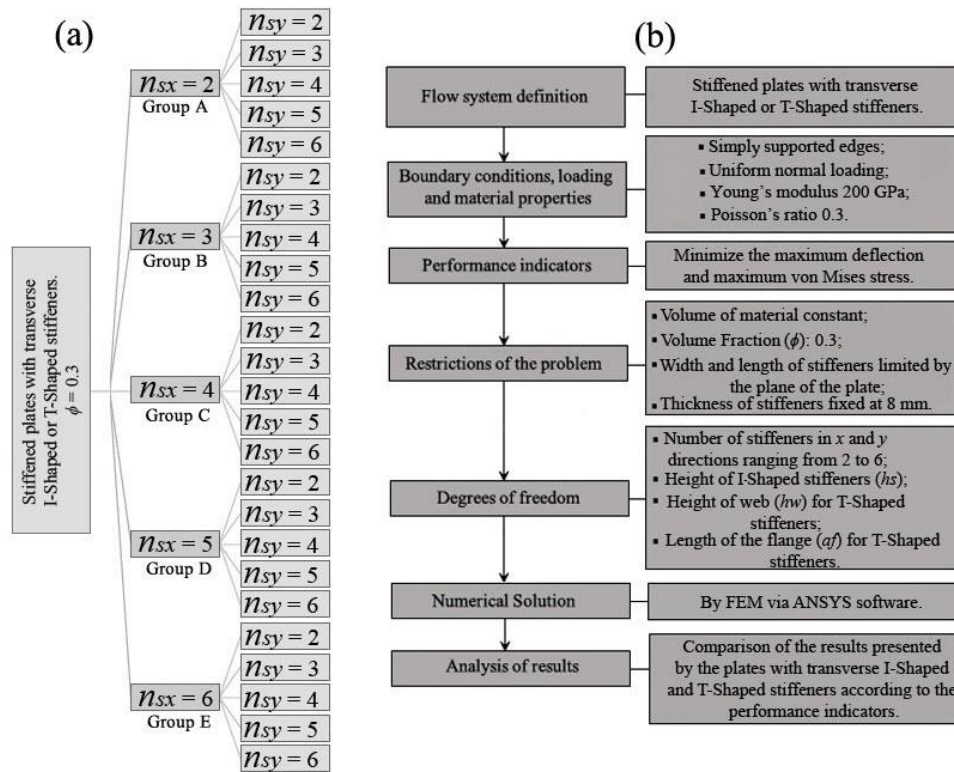 (a)
Stiffened plates with transverse
I-Shaped or T-Shaped stiffeners.
ϕ = 0.3
nsx = 2
Group A
nsy = 2
nsy = 3
nsy = 4
nsy = 5
nsy = 6
nsx = 3
Group B
nsy = 2
nsy = 3
nsy = 4
nsy = 5
nsy = 6
nsx = 4
Group C
nsy = 2
nsy = 3
nsy = 4
nsy = 5
nsy = 6
nsx = 5
Group D
nsy = 2
nsy = 3
nsy = 4
nsy = 5
nsy = 6
nsx = 6
Group E
nsy = 2
nsy = 3
nsy = 4
nsy = 5
nsy = 6
(b)
Flow system definition
Stiffened plates with transverse
I-Shaped or T-Shaped stiffeners.
Boundary conditions, loading
and material properties
▪ Simply supported edges;
▪ Uniform normal loading;
▪ Young's modulus 200 GPa;
▪ Poisson's ratio 0.3.
Performance indicators
Minimize the maximum deflection
and maximum von Mises stress.
Restrictions of the problem
▪ Volume of material constant;
▪ Volume Fraction (ϕ): 0.3;
▪ Width and length of stiffeners limited by
the plane of the plate;
▪ Thickness of stiffeners fixed at 8 mm.
Degrees of freedom
▪ Number of stiffeners in x and y
directions ranging from 2 to 6;
▪ Height of I-Shaped stiffeners (hs);
▪ Height of web (hw) for T-Shaped
stiffeners;
▪ Length of the flange (af) for T-Shaped
stiffeners.
Numerical Solution
By FEM via ANSYS software.
Analysis of results
Comparison of the results presented
by the plates with transverse I-Shaped
and T-Shaped stiffeners according to the
performance indicators.